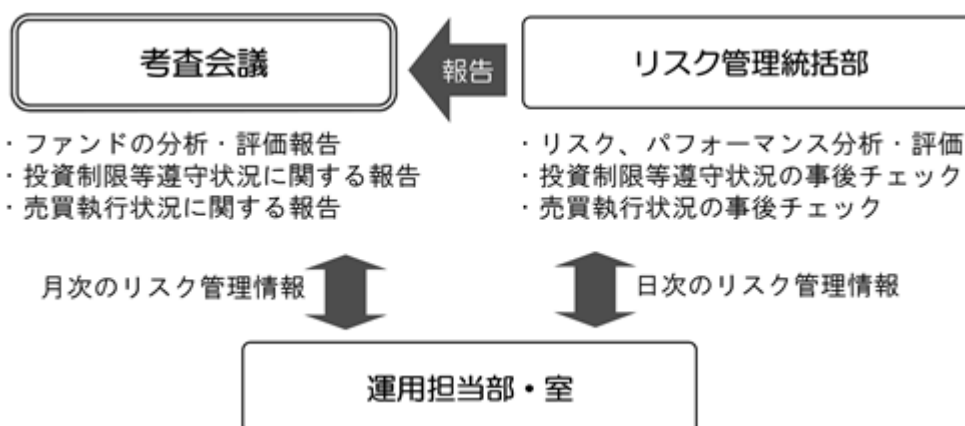 考査会議
報告
リスク管理統括部
・ファンドの分析・評価報告
・投資制限等遵守状況に関する報告
・売買執行状況に関する報告
・リスク、パフォーマンス分析・評価
・投資制限等遵守状況の事後チェック
・売買執行状況の事後チェック
月次のリスク管理情報
日次のリスク管理情報
運用担当部・室